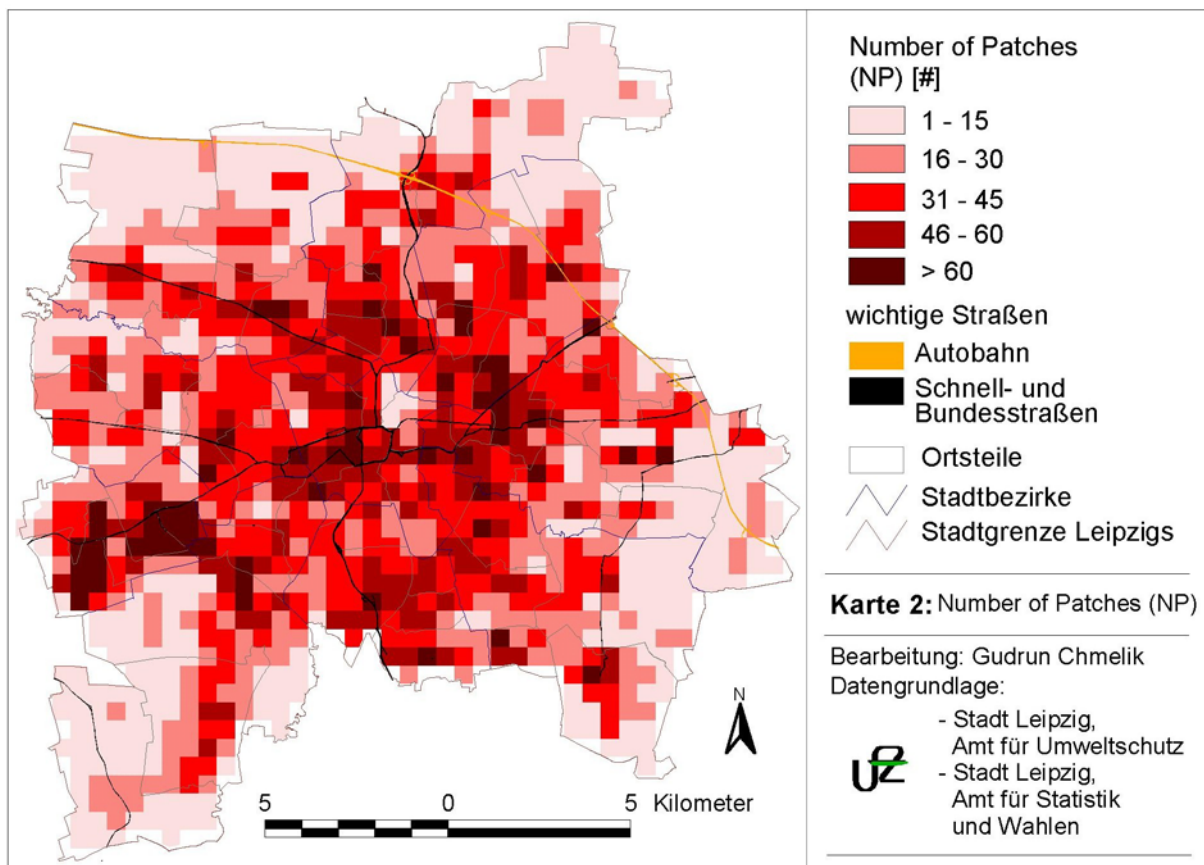 Number of Patches
(NP) [#]
1 - 15
16 - 30
31 - 45
46 - 60
> 60
wichtige Straßen
Autobahn
Schnell- und
Bundesstraßen
Ortsteile
Stadtbezirke
Stadtgrenze Leipzigs
Karte 2: Number of Patches (NP)
Bearbeitung: Gudrun Chmelik
Datengrundlage:
- Stadt Leipzig,
Amt für Umweltschutz
- Stadt Leipzig,
Amt für Statistik
und Wahlen
UFZ
N
5 0 5 Kilometer